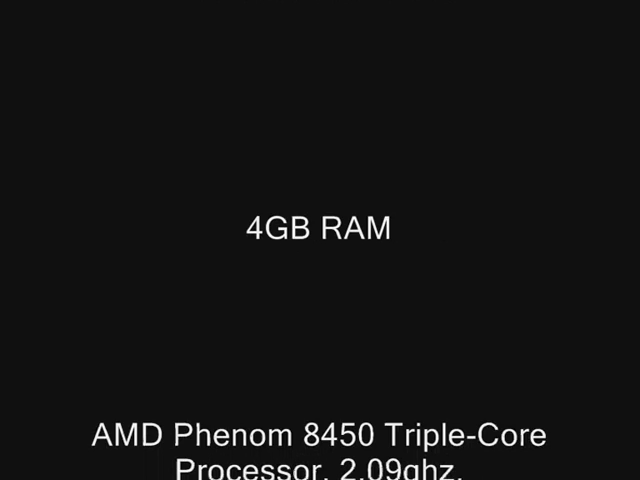 4GB RAM
AMD Phenom 8450 Triple-Core
Processor, 2.09ghz.